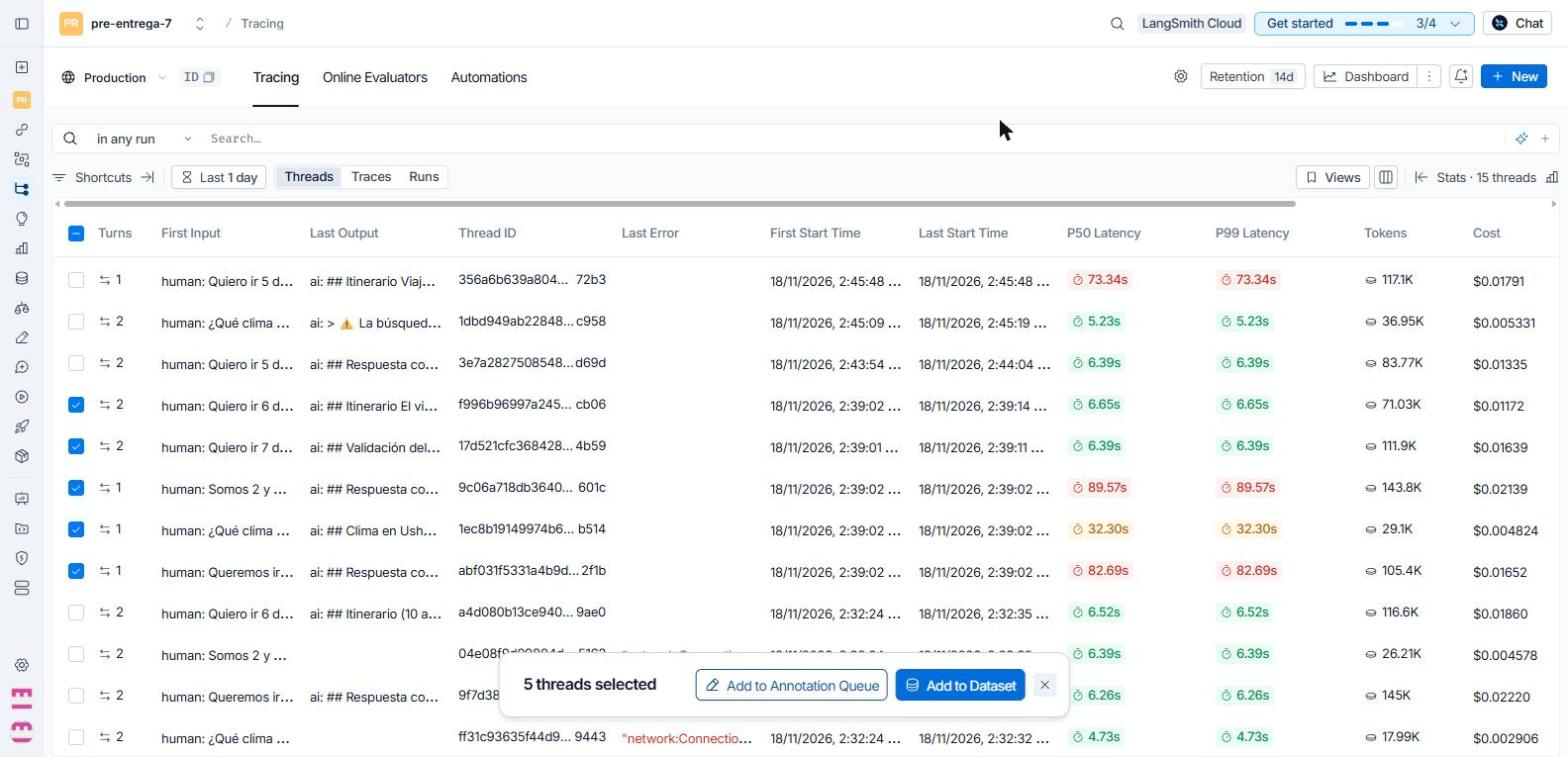 PR pre-entrega-7 / Tracing LangSmith Cloud Get started 3/4 Chat
Production ID Tracing Online Evaluators Automations Retention 14d Dashboard + New
PR
in any run Search…
Shortcuts Last 1 day Threads Traces Runs Views Stats · 15 threads
Turns First Input Last Output Thread ID Last Error First Start Time Last Start Time P50 Latency P99 Latency Tokens Cost
1 human: Quiero ir 5 d... ai: ## Itinerario Viaj... 356a6b639a804... 72b3 18/11/2026, 2:45:48 ... 18/11/2026, 2:45:48 ... 73.34s 73.34s 117.1K $0.01791
2 human: ¿Qué clima ... ai: > ⚠️ La búsqued... 1dbd949ab22848... c958 18/11/2026, 2:45:09 ... 18/11/2026, 2:45:19 ... 5.23s 5.23s 36.95K $0.005331
2 human: Quiero ir 5 d... ai: ## Respuesta co... 3e7a2827508548... d69d 18/11/2026, 2:43:54 ... 18/11/2026, 2:44:04 ... 6.39s 6.39s 83.77K $0.01335
2 human: Quiero ir 6 d... ai: ## Itinerario El vi... f996b96997a245... cb06 18/11/2026, 2:39:02 ... 18/11/2026, 2:39:14 ... 6.65s 6.65s 71.03K $0.01172
2 human: Quiero ir 7 d... ai: ## Validación del... 17d521cfc368428... 4b59 18/11/2026, 2:39:01 ... 18/11/2026, 2:39:11 ... 6.39s 6.39s 111.9K $0.01639
1 human: Somos 2 y ... ai: ## Respuesta co... 9c06a718db3640... 601c 18/11/2026, 2:39:02 ... 18/11/2026, 2:39:02 ... 89.57s 89.57s 143.8K $0.02139
1 human: ¿Qué clima ... ai: ## Clima en Ush... 1ec8b19149974b6... b514 18/11/2026, 2:39:02 ... 18/11/2026, 2:39:02 ... 32.30s 32.30s 29.1K $0.004824
1 human: Queremos ir... ai: ## Respuesta co... abf031f5331a4b9d... 2f1b 18/11/2026, 2:39:02 ... 18/11/2026, 2:39:02 ... 82.69s 82.69s 105.4K $0.01652
2 human: Quiero ir 6 d... ai: ## Itinerario (10 a... a4d080b13ce940... 9ae0 18/11/2026, 2:32:24 ... 18/11/2026, 2:32:35 ... 6.52s 6.52s 116.6K $0.01860
2 human: Somos 2 y ... 6.39s 6.39s 26.21K $0.004578
5 threads selected Add to Annotation Queue Add to Dataset
2 human: Queremos ir... ai: ## Respuesta co... 9f7d38 6.26s 6.26s 145K $0.02220
2 human: ¿Qué clima ... ff31c93635f44d9... 9443 "network:Connectio... 18/11/2026, 2:32:24 ... 18/11/2026, 2:32:32 ... 4.73s 4.73s 17.99K $0.002906